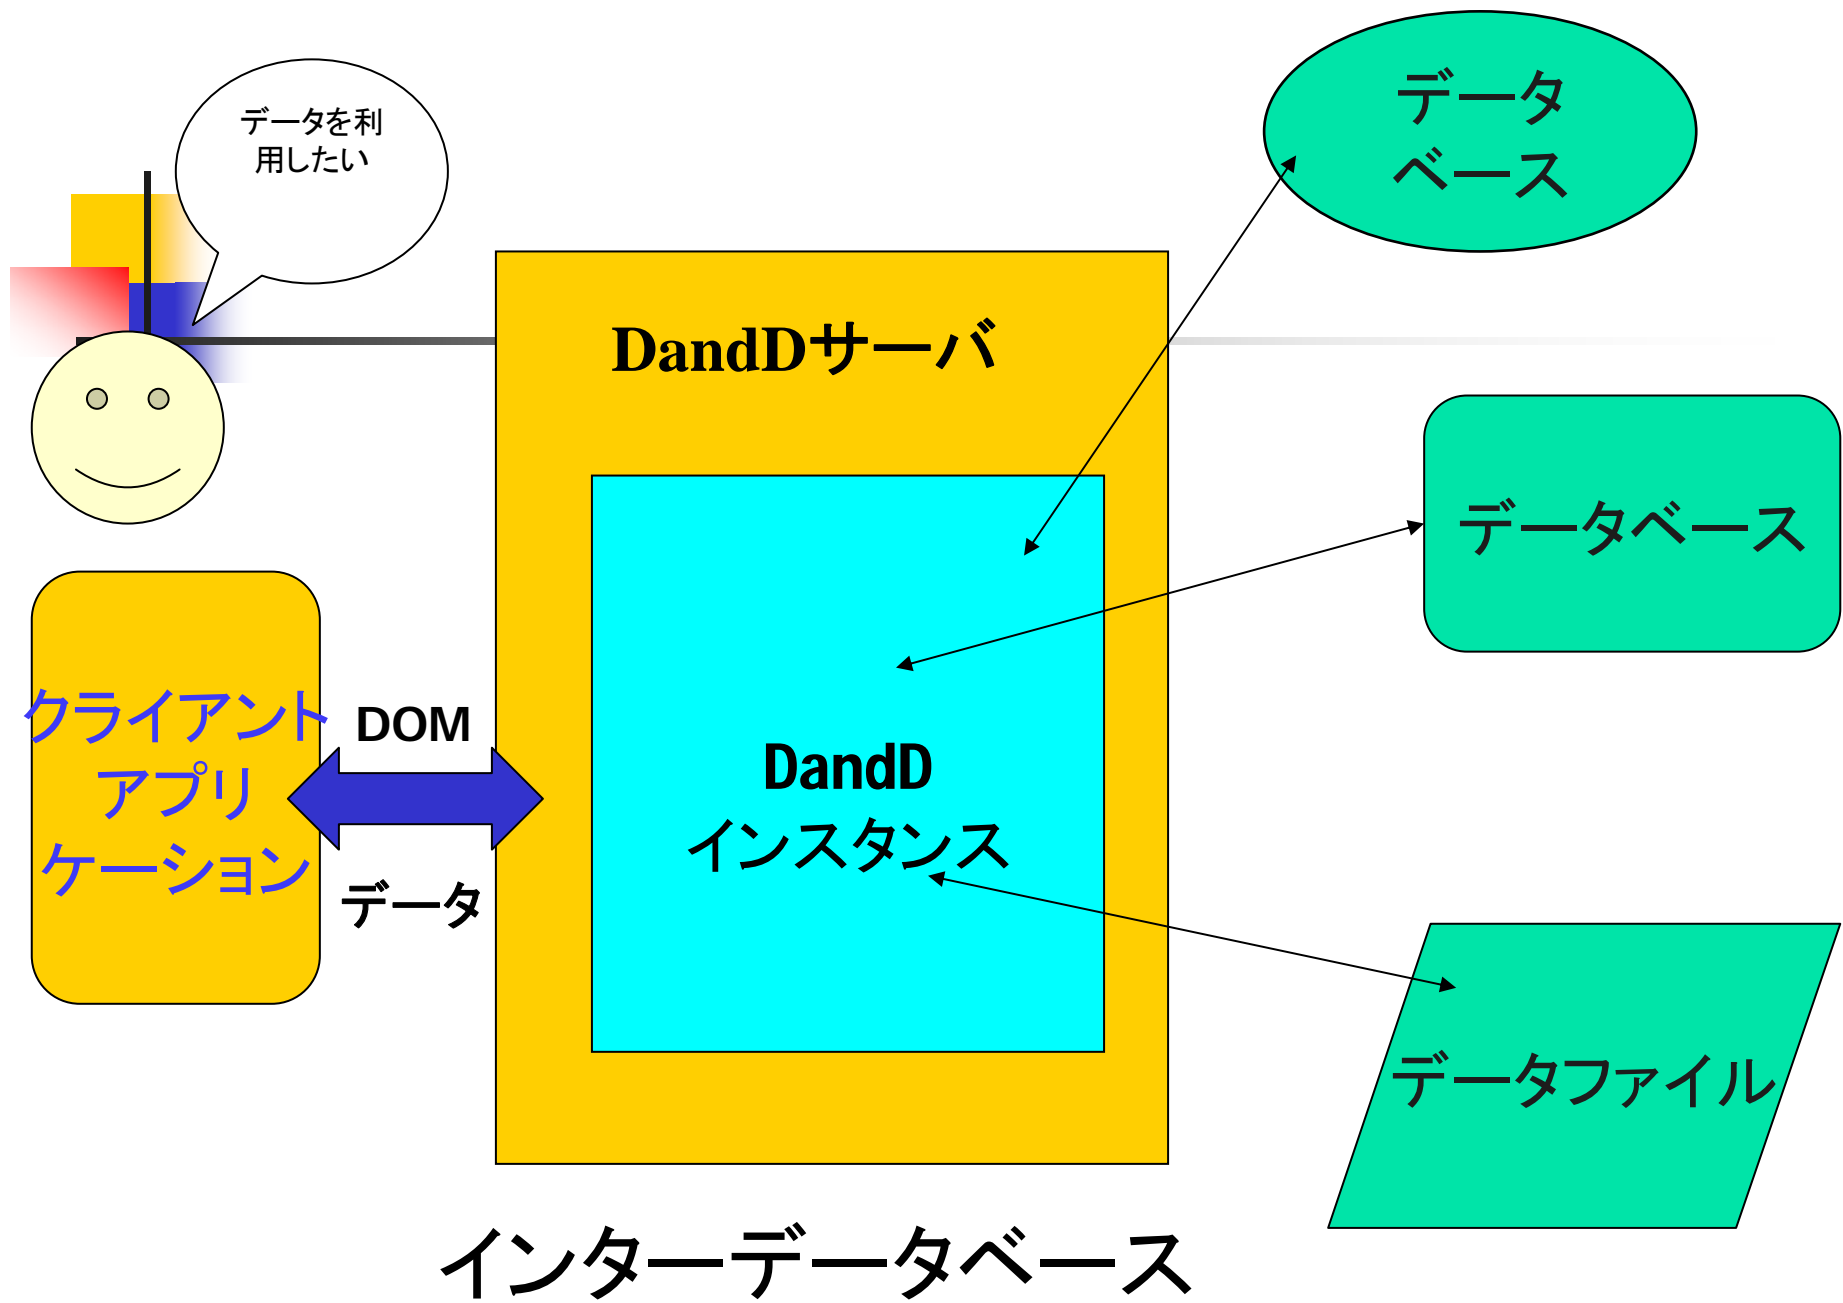 データを利
用したい
データ
ベース
DandDサーバ
データベース
クライアント
アプリ
ケーション
DOM
データ
DandD
インスタンス
データファイル
インターデータベース